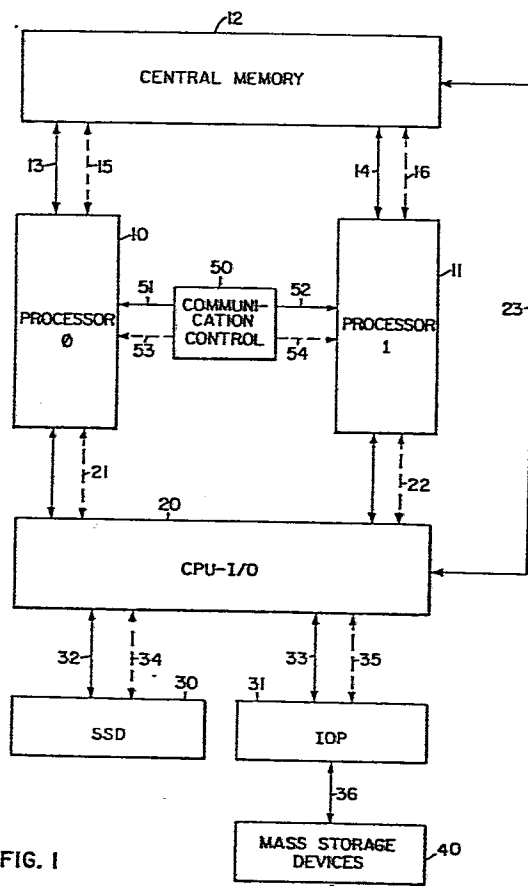 12
CENTRAL MEMORY
13 15 14 16
10 11
50
51 52
PROCESSOR
0
COMMUNI-
CATION
CONTROL
PROCESSOR
1
23
53 54
21 22
20
CPU-I/O
32 34 33 35
30 31
SSD IOP
36
MASS STORAGE
DEVICES
40
FIG. 1